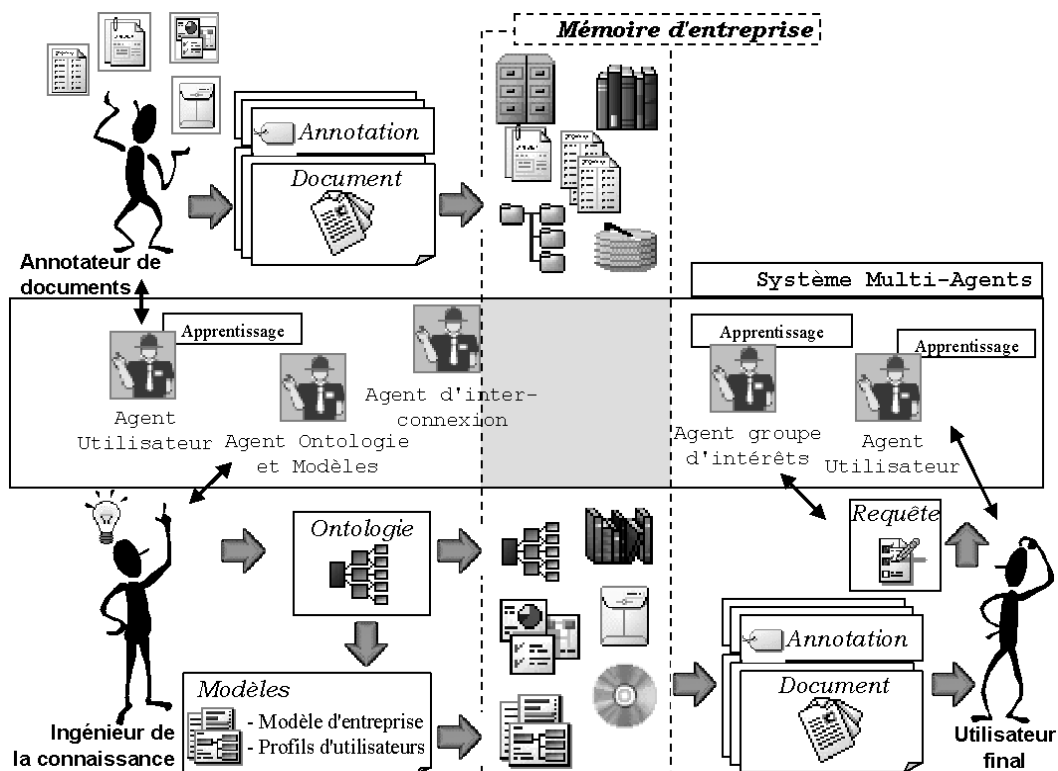 Mémoire d'entreprise
Annotation
Document
Annotateur de
documents
Système Multi-Agents
Apprentissage
Apprentissage
Apprentissage
Agent
Utilisateur
Agent Ontologie
et Modèles
Agent d'inter-
connexion
Agent groupe
d'intérêts
Agent
Utilisateur
Ontologie
Requête
Modèles
- Modèle d'entreprise
- Profils d'utilisateurs
Annotation
Document
Ingénieur de
la connaissance
Utilisateur
final